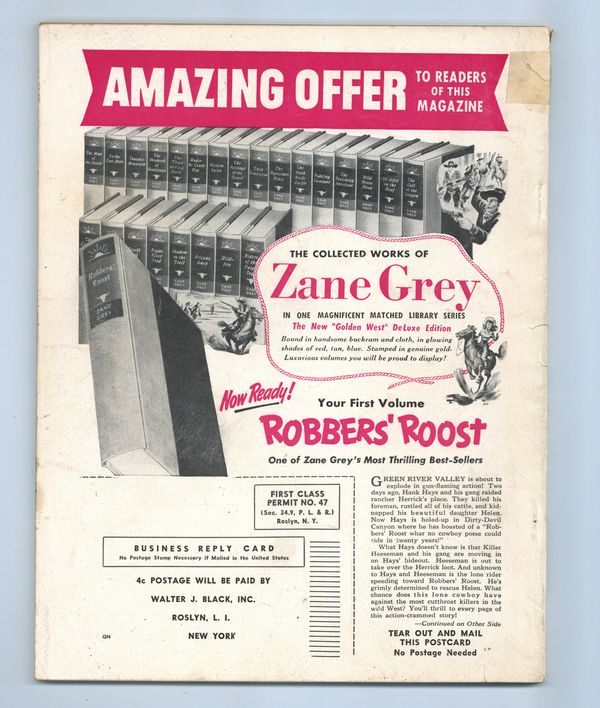 AMAZING OFFER
TO READERS
OF THIS
MAGAZINE
THE COLLECTED WORKS OF
Zane Grey
IN ONE MAGNIFICENT MATCHED LIBRARY SERIES
The New "Golden West" DeLuxe Edition
Bound in handsome buckram and cloth, in glowing
shades of red, tan, blue. Stamped in genuine gold.
Luxurious volumes you will be proud to display!
Robbers' Roost
ZANE GREY
Now Ready!
Your First Volume
ROBBERS' ROOST
One of Zane Grey's Most Thrilling Best-Sellers
FIRST CLASS
PERMIT NO. 47
(Sec. 34.9, P. L. & R.)
Roslyn, N. Y.
BUSINESS REPLY CARD
No Postage Stamp Necessary if Mailed in the United States
4c POSTAGE WILL BE PAID BY
WALTER J. BLACK, INC.
ROSLYN, L. I.
NEW YORK
QN
GREEN RIVER VALLEY is about to
explode in gun-flaming action! Two
days ago, Hank Hays and his gang raided
rancher Herrick's place. They killed his
foreman, rustled all of his cattle, and kid-
napped his beautiful daughter Helen.
Now Hays is holed-up in Dirty-Devil
Canyon where he has boasted of a "Rob-
bers' Roost what no cowboy posse could
ride in twenty years!"
What Hays doesn't know is that Killer
Heeseman and his gang are moving in
on Hays' hideout. Heeseman is out to
take over the Herrick loot. And unknown
to Hays and Heeseman is the lone rider
speeding toward Robbers' Roost. He's
grimly determined to rescue Helen. What
chance does this lone cowboy have
against the most cutthroat killers in the
wild West? You'll thrill to every page of
this action-crammed story!
—Continued on Other Side
TEAR OUT AND MAIL
THIS POSTCARD
No Postage Needed